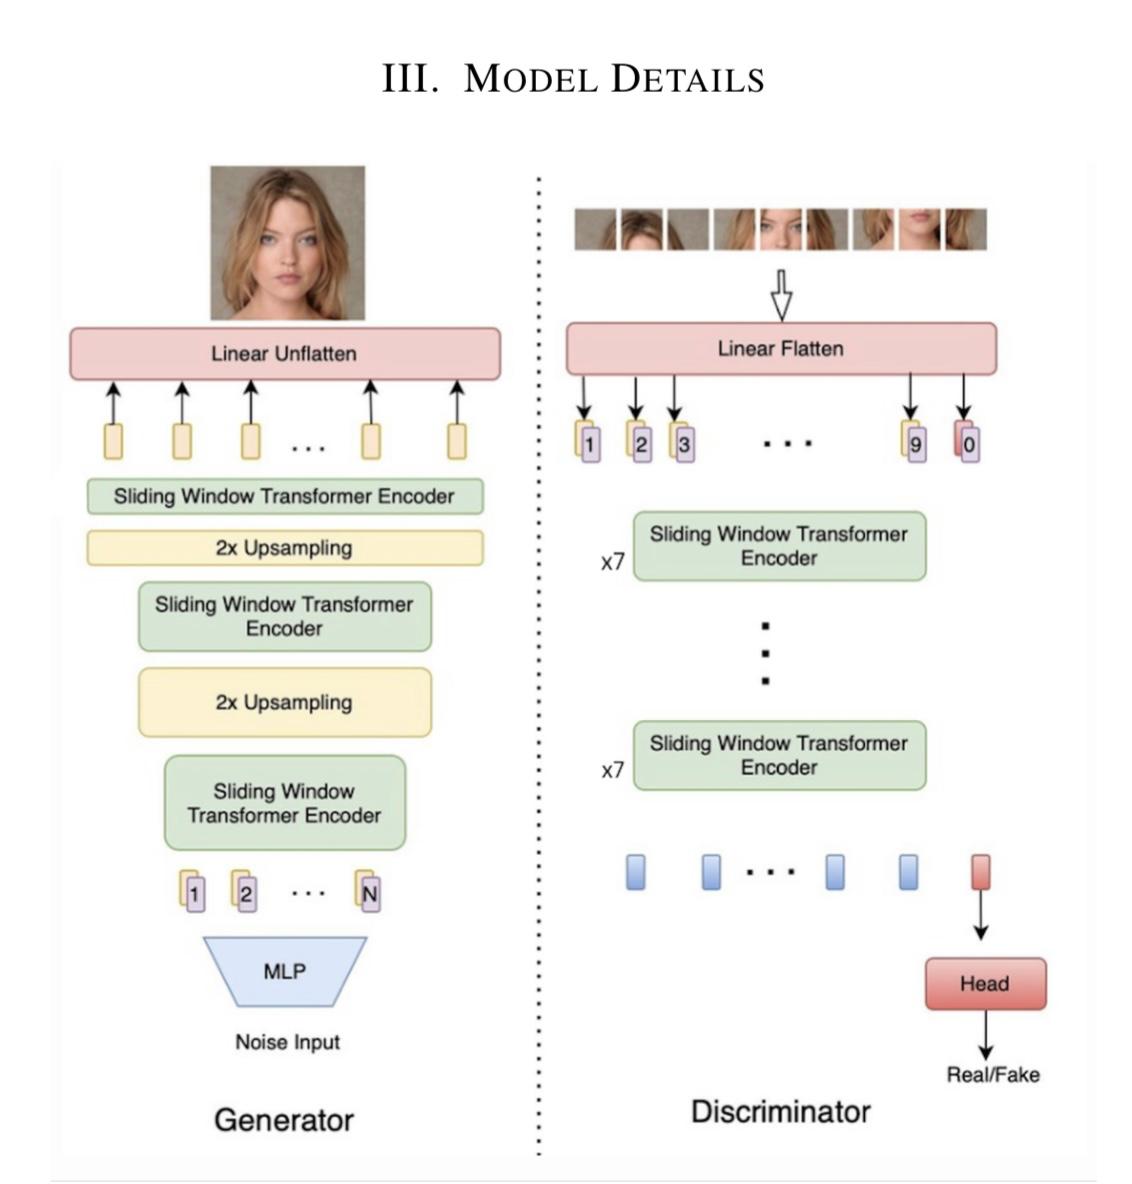 III. MODEL DETAILS
Linear Unflatten
...
Sliding Window Transformer Encoder
2x Upsampling
Sliding Window Transformer
Encoder
2x Upsampling
Sliding Window
Transformer Encoder
1 2 ... N
MLP
Noise Input
Generator
Linear Flatten
1 2 3 ... 9 0
x7
Sliding Window Transformer
Encoder
x7
Sliding Window Transformer
Encoder
...
Head
Real/Fake
Discriminator